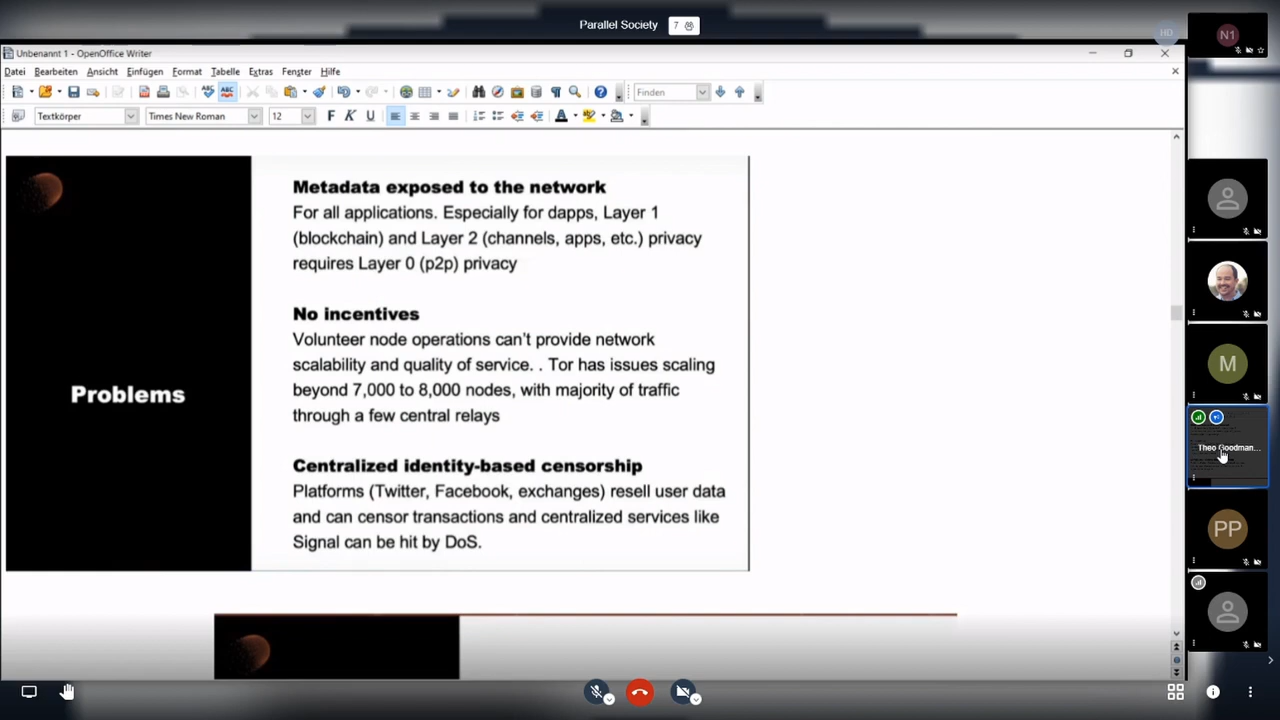 Parallel Society
7
HD
N1
Unbenannt 1 - OpenOffice Writer
Datei Bearbeiten Ansicht Einfügen Format Tabelle Extras Fenster Hilfe
ABC ABC
Finden
Textkörper Times New Roman 12 F K U A
Problems
Metadata exposed to the network
For all applications. Especially for dapps, Layer 1
(blockchain) and Layer 2 (channels, apps, etc.) privacy
requires Layer 0 (p2p) privacy
No incentives
Volunteer node operations can't provide network
scalability and quality of service. . Tor has issues scaling
beyond 7,000 to 8,000 nodes, with majority of traffic
through a few central relays
Centralized identity-based censorship
Platforms (Twitter, Facebook, exchanges) resell user data
and can censor transactions and centralized services like
Signal can be hit by DoS.
M
Theo Goodman...
PP